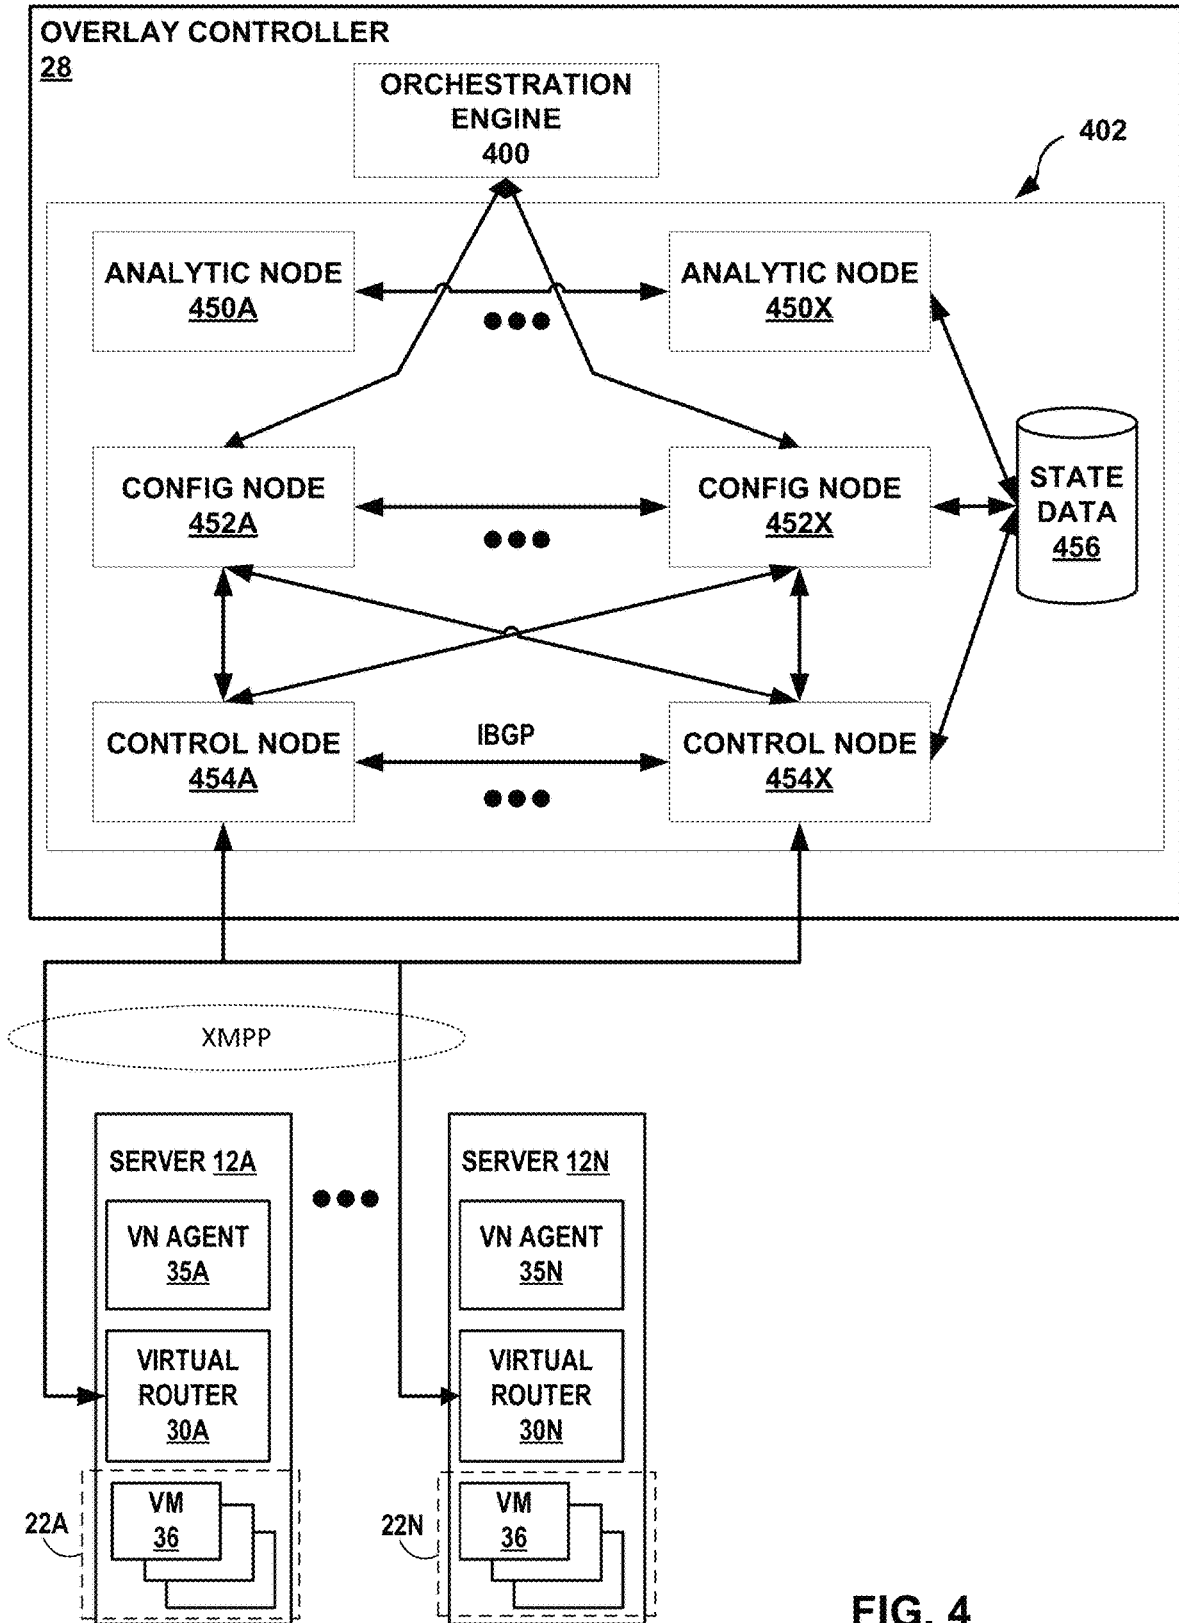 OVERLAY CONTROLLER
28
ORCHESTRATION
ENGINE
400
402
ANALYTIC NODE
450A
ANALYTIC NODE
450X
CONFIG NODE
452A
CONFIG NODE
452X
STATE
DATA
456
CONTROL NODE
454A
IBGP
CONTROL NODE
454X
XMPP
SERVER 12A
VN AGENT
35A
VIRTUAL
ROUTER
30A
VM
36
22A
SERVER 12N
VN AGENT
35N
VIRTUAL
ROUTER
30N
VM
36
22N
FIG. 4